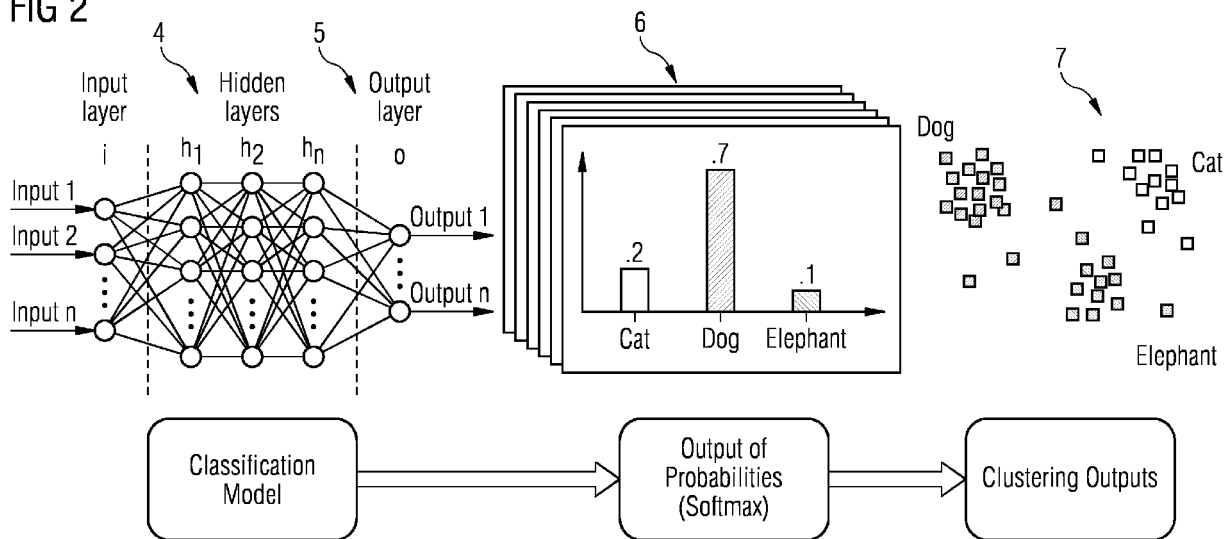 FIG 2
4
5
6
7
Input
layer
Hidden
layers
Output
layer
i
h1
h2
hn
o
Input 1
Input 2
Input n
Output 1
Output n
.2
.7
.1
Cat
Dog
Elephant
Dog
Cat
Elephant
Classification
Model
Output of
Probabilities
(Softmax)
Clustering Outputs